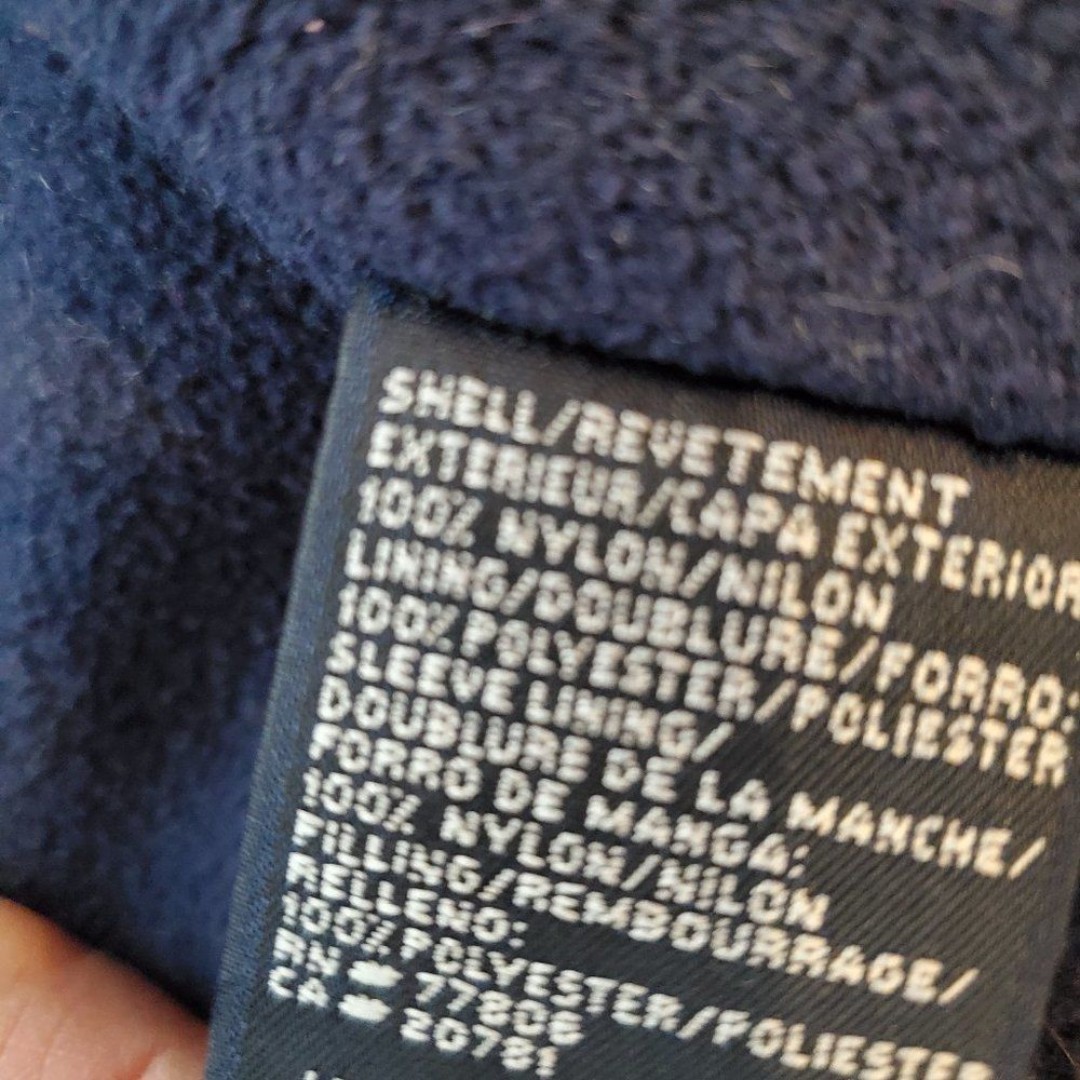 SHELL/REVETEMENT
EXTERIEUR/CAPA EXTERIOR
100% NYLON/NILON
LINING/DOUBLURE/FORRO:
100% POLYESTER/POLIESTER
SLEEVE LINING/
DOUBLURE DE LA MANCHE/
FORRO DE MANGA:
100% NYLON/NILON
FILLING/REMBOURRAGE/
RELLENO:
100% POLYESTER/POLIESTER
RN 77806
CA 20781